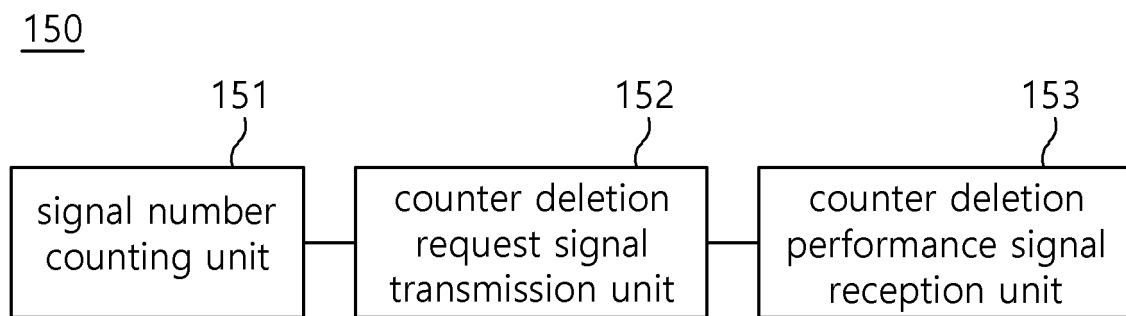 150
151
152
153
signal number
counting unit
counter deletion
request signal
transmission unit
counter deletion
performance signal
reception unit